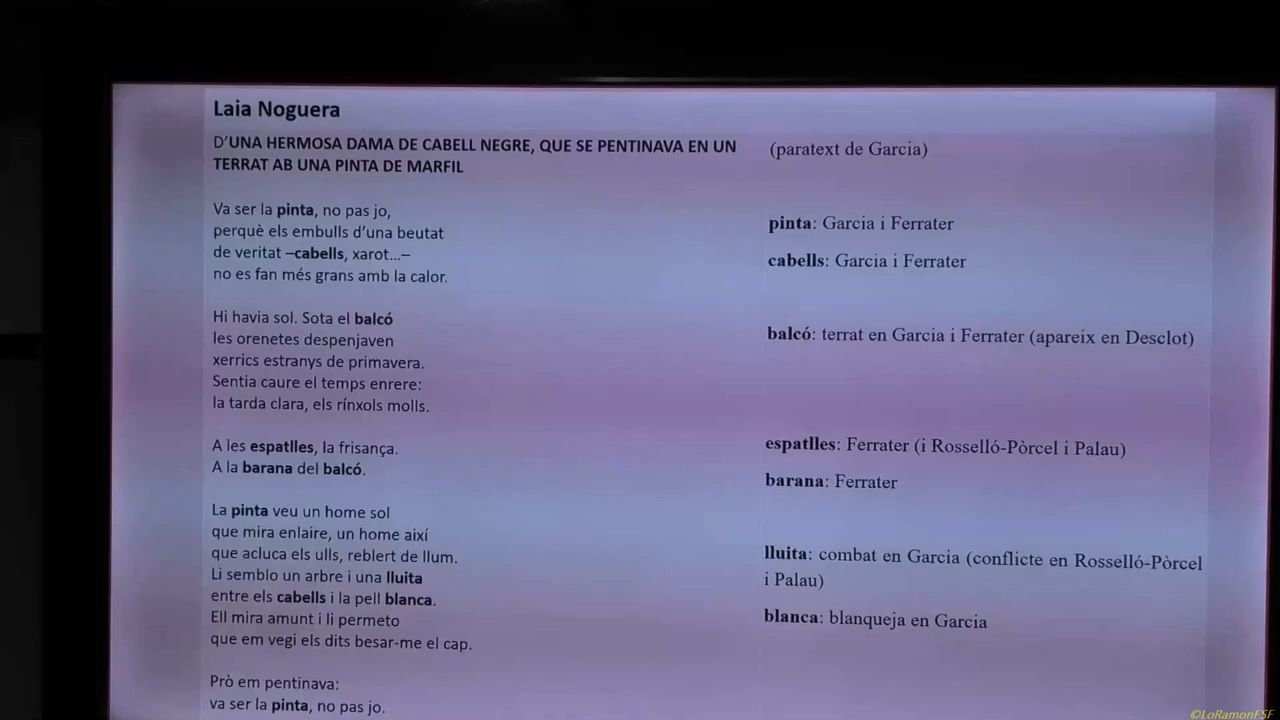 Laia Noguera
D'UNA HERMOSA DAMA DE CABELL NEGRE, QUE SE PENTINAVA EN UN
TERRAT AB UNA PINTA DE MARFIL
(paratext de Garcia)
Va ser la pinta, no pas jo,
perquè els embulls d'una beutat
de veritat –cabells, xarot...–
no es fan més grans amb la calor.
pinta: Garcia i Ferrater
cabells: Garcia i Ferrater
Hi havia sol. Sota el balcó
les orenetes despenjaven
xerrics estranys de primavera.
Sentia caure el temps enrere:
la tarda clara, els rínxols molls.
balcó: terrat en Garcia i Ferrater (apareix en Desclot)
A les espatlles, la frisança.
A la barana del balcó.
espatlles: Ferrater (i Rosselló-Pòrcel i Palau)
barana: Ferrater
La pinta veu un home sol
que mira enlaire, un home així
que acluca els ulls, reblert de llum.
Li semblo un arbre i una lluita
entre els cabells i la pell blanca.
Ell mira amunt i li permeto
que em vegi els dits besar-me el cap.
lluita: combat en Garcia (conflicte en Rosselló-Pòrcel
i Palau)
blanca: blanqueja en Garcia
Prò em pentinava:
va ser la pinta, no pas jo.
©LoRamonFSF